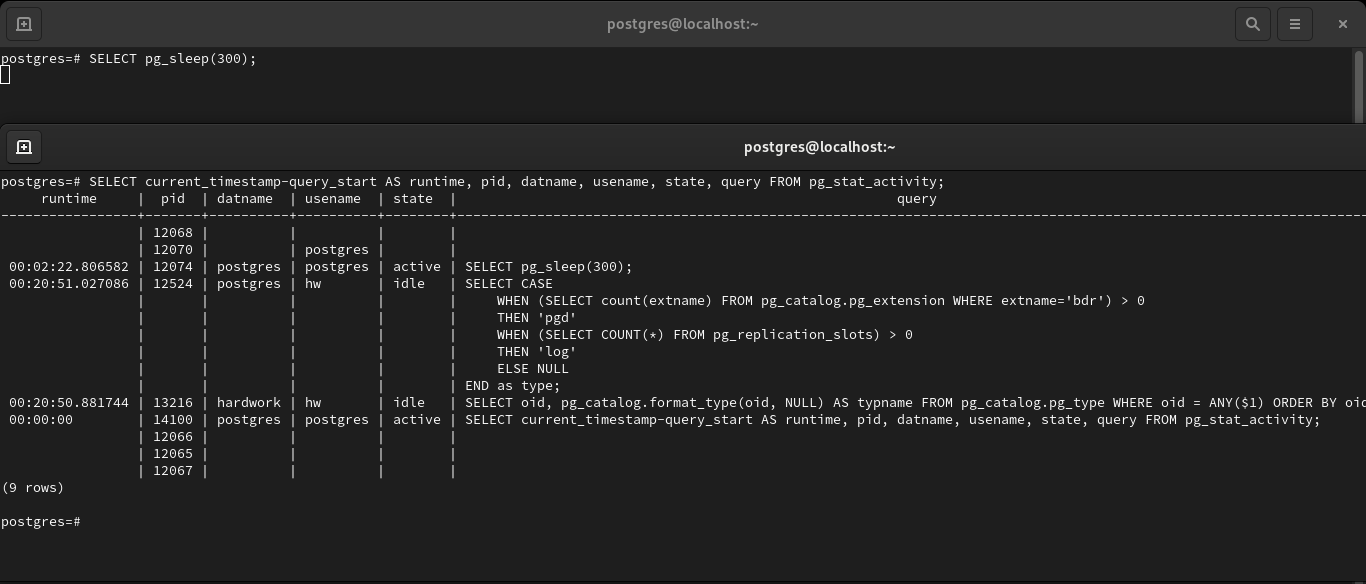 postgres@localhost:~
postgres=# SELECT pg_sleep(300);
postgres@localhost:~
postgres=# SELECT current_timestamp-query_start AS runtime, pid, datname, usename, state, query FROM pg_stat_activity;
     runtime     |  pid  | datname  | usename  | state  |                                                       query
-----------------+-------+----------+----------+--------+------------------------------------------------------------------------------------------------------------------
                 | 12068 |          |          |        |
                 | 12070 |          | postgres |        |
 00:02:22.806582 | 12074 | postgres | postgres | active | SELECT pg_sleep(300);
 00:20:51.027086 | 12524 | postgres | hw       | idle   | SELECT CASE
                 |       |          |          |        |     WHEN (SELECT count(extname) FROM pg_catalog.pg_extension WHERE extname='bdr') > 0
                 |       |          |          |        |     THEN 'pgd'
                 |       |          |          |        |     WHEN (SELECT COUNT(*) FROM pg_replication_slots) > 0
                 |       |          |          |        |     THEN 'log'
                 |       |          |          |        |     ELSE NULL
                 |       |          |          |        | END as type;
 00:20:50.881744 | 13216 | hardwork | hw       | idle   | SELECT oid, pg_catalog.format_type(oid, NULL) AS typname FROM pg_catalog.pg_type WHERE oid = ANY($1) ORDER BY oid
 00:00:00        | 14100 | postgres | postgres | active | SELECT current_timestamp-query_start AS runtime, pid, datname, usename, state, query FROM pg_stat_activity;
                 | 12066 |          |          |        |
                 | 12065 |          |          |        |
                 | 12067 |          |          |        |
(9 rows)
postgres=#